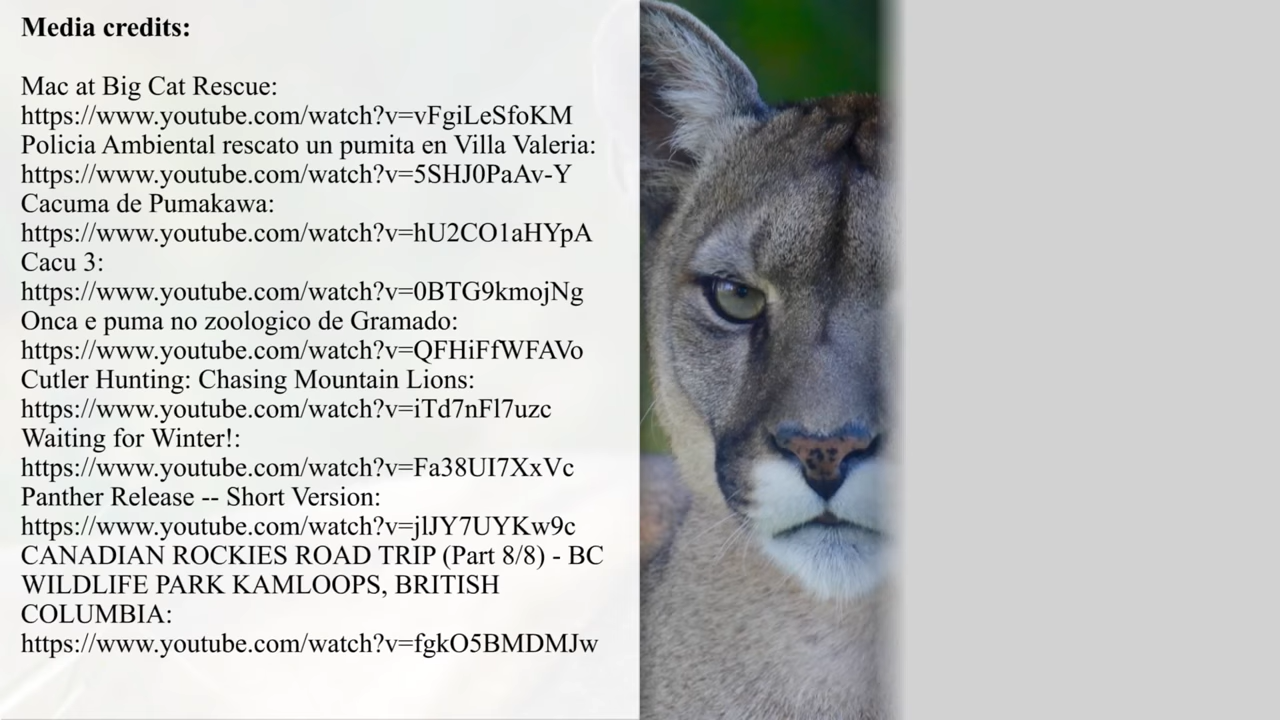 Media credits:
Mac at Big Cat Rescue:
https://www.youtube.com/watch?v=vFgiLeSfoKM
Policia Ambiental rescato un pumita en Villa Valeria:
https://www.youtube.com/watch?v=5SHJ0PaAv-Y
Cacuma de Pumakawa:
https://www.youtube.com/watch?v=hU2CO1aHYpA
Cacu 3:
https://www.youtube.com/watch?v=0BTG9kmojNg
Onca e puma no zoologico de Gramado:
https://www.youtube.com/watch?v=QFHiFfWFAVo
Cutler Hunting: Chasing Mountain Lions:
https://www.youtube.com/watch?v=iTd7nFl7uzc
Waiting for Winter!:
https://www.youtube.com/watch?v=Fa38UI7XxVc
Panther Release -- Short Version:
https://www.youtube.com/watch?v=jlJY7UYKw9c
CANADIAN ROCKIES ROAD TRIP (Part 8/8) - BC
WILDLIFE PARK KAMLOOPS, BRITISH
COLUMBIA:
https://www.youtube.com/watch?v=fgkO5BMDMJw